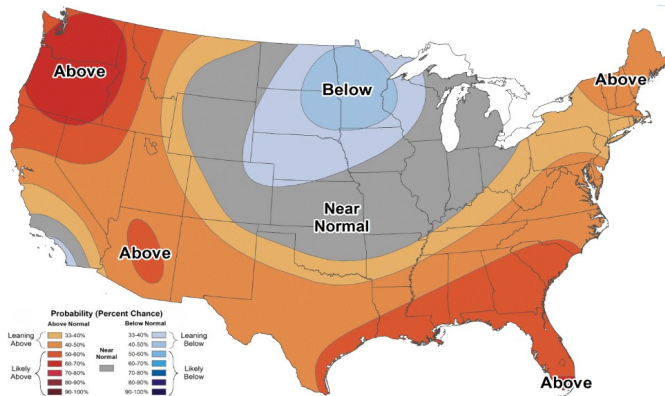 Above
Below
Above
Near
Normal
Above
Above
Probability (Percent Chance)
Above Normal
Below Normal
Leaning
Above
33-40%
40-50%
Near
Normal
33-40%
40-50%
Leaning
Below
Likely
Above
50-60%
60-70%
70-80%
80-90%
90-100%
50-60%
60-70%
70-80%
80-90%
90-100%
Likely
Below